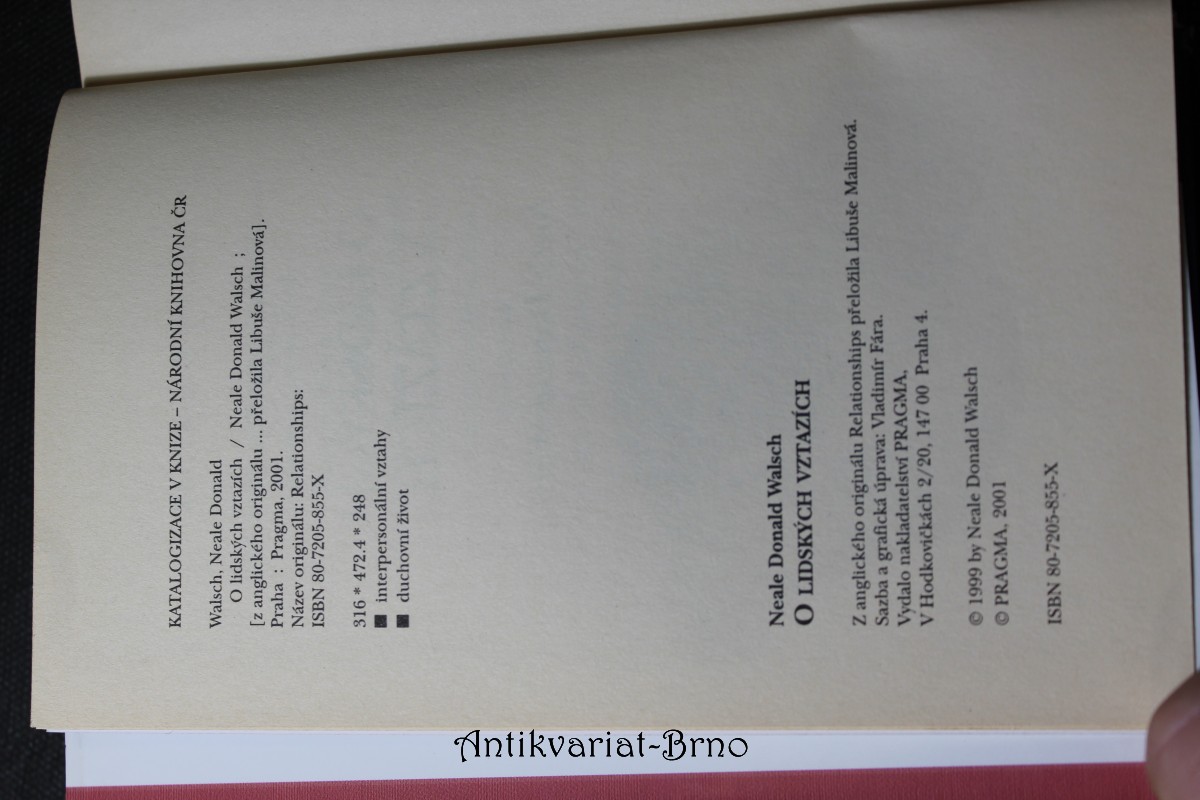 KATALOGIZACE V KNIZE – NÁRODNÍ KNIHOVNA ČR
Walsch, Neale Donald
O lidských vztazích / Neale Donald Walsch ;
[z anglického originálu ... přeložila Libuše Malinová].
Praha : Pragma, 2001.
Název originálu: Relationships:
ISBN 80-7205-855-X
316 * 472.4 * 248
■ interpersonální vztahy
■ duchovní život
Neale Donald Walsch
O LIDSKÝCH VZTAZÍCH
Z anglického originálu Relationships přeložila Libuše Malinová.
Sazba a grafická úprava: Vladimír Fára.
Vydalo nakladatelství PRAGMA,
V Hodkovičkách 2/20, 147 00 Praha 4.
© 1999 by Neale Donald Walsch
© PRAGMA, 2001
ISBN 80-7205-855-X
Antikvariat-Brno